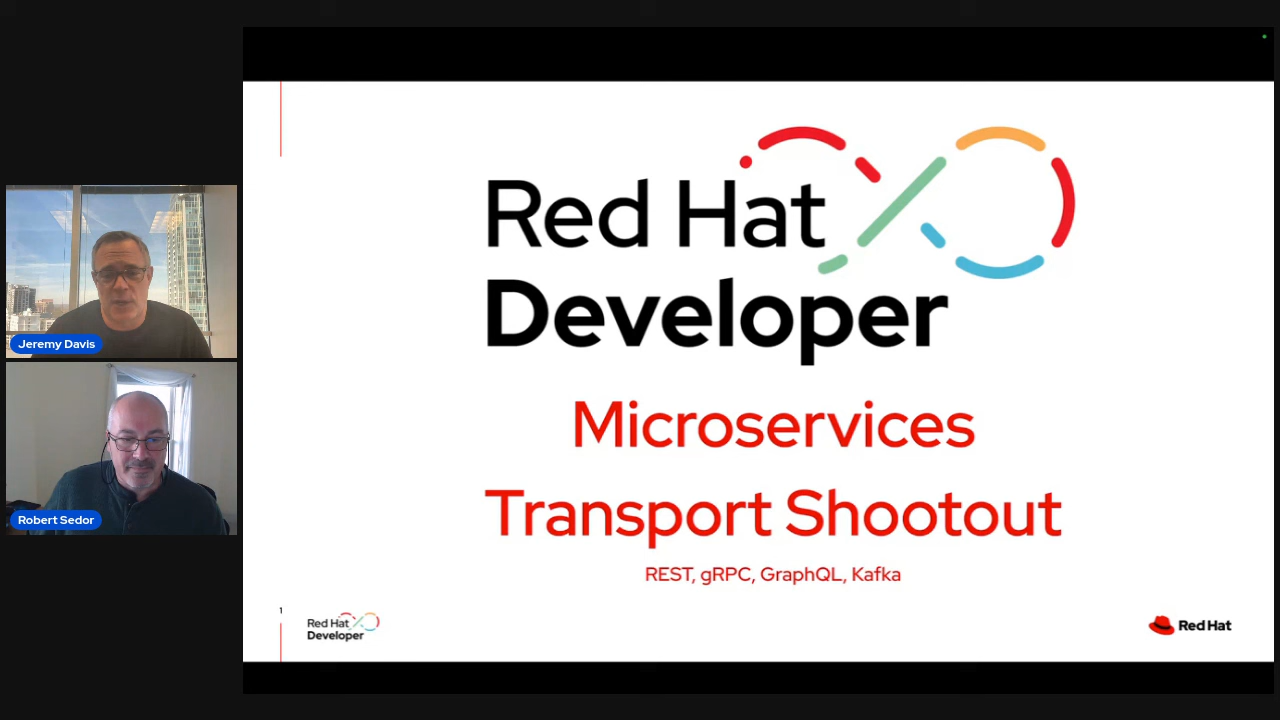 Jeremy Davis
Robert Sedor
Red Hat
Developer
Microservices
Transport Shootout
REST, gRPC, GraphQL, Kafka
1
Red Hat
Developer
Red Hat